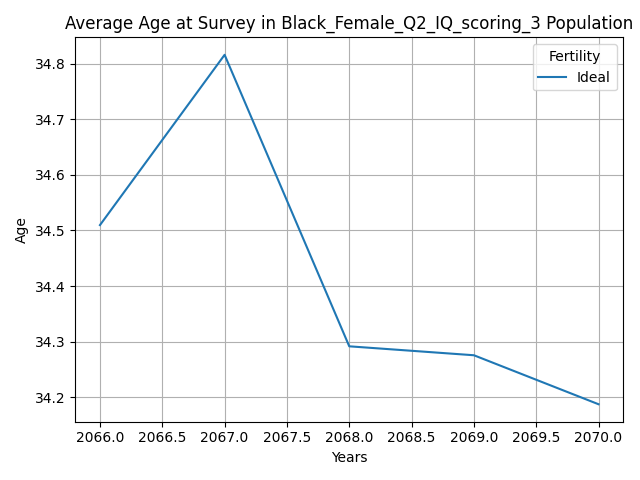 Average Age at Survey in Black_Female_Q2_IQ_scoring_3 Population
Fertility
Ideal
34.8
34.7
34.6
34.5
34.4
34.3
34.2
Age
2066.0 2066.5 2067.0 2067.5 2068.0 2068.5 2069.0 2069.5 2070.0
Years